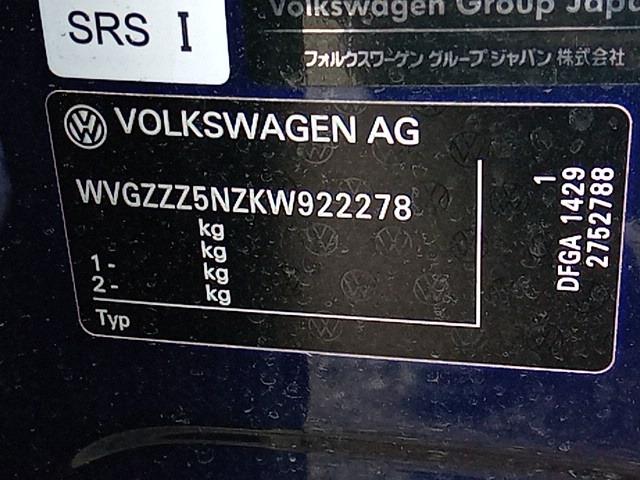 SRS I
Volkswagen Group Japa
フォルクスワーゲン グループ ジャパン 株式会社
VOLKSWAGEN AG
WVGZZZ5NZKW922278
kg
kg
1- kg
2- kg
Typ
1
DFGA 1429
2752788